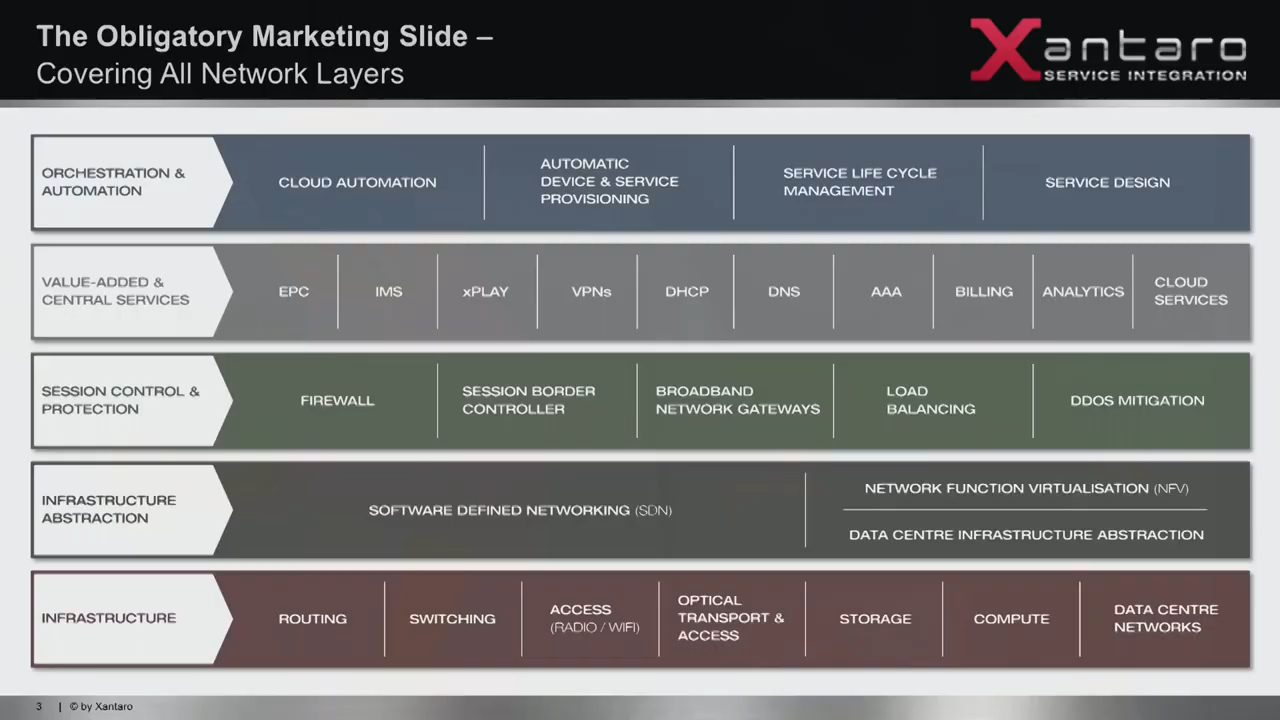 The Obligatory Marketing Slide –
Covering All Network Layers
Xantaro
SERVICE INTEGRATION
ORCHESTRATION &
AUTOMATION
CLOUD AUTOMATION
AUTOMATIC
DEVICE & SERVICE
PROVISIONING
SERVICE LIFE CYCLE
MANAGEMENT
SERVICE DESIGN
VALUE-ADDED &
CENTRAL SERVICES
EPC
IMS
xPLAY
VPNs
DHCP
DNS
AAA
BILLING
ANALYTICS
CLOUD
SERVICES
SESSION CONTROL &
PROTECTION
FIREWALL
SESSION BORDER
CONTROLLER
BROADBAND
NETWORK GATEWAYS
LOAD
BALANCING
DDOS MITIGATION
INFRASTRUCTURE
ABSTRACTION
SOFTWARE DEFINED NETWORKING (SDN)
NETWORK FUNCTION VIRTUALISATION (NFV)
DATA CENTRE INFRASTRUCTURE ABSTRACTION
INFRASTRUCTURE
ROUTING
SWITCHING
ACCESS
(RADIO / WIFI)
OPTICAL
TRANSPORT &
ACCESS
STORAGE
COMPUTE
DATA CENTRE
NETWORKS
3 | © by Xantaro